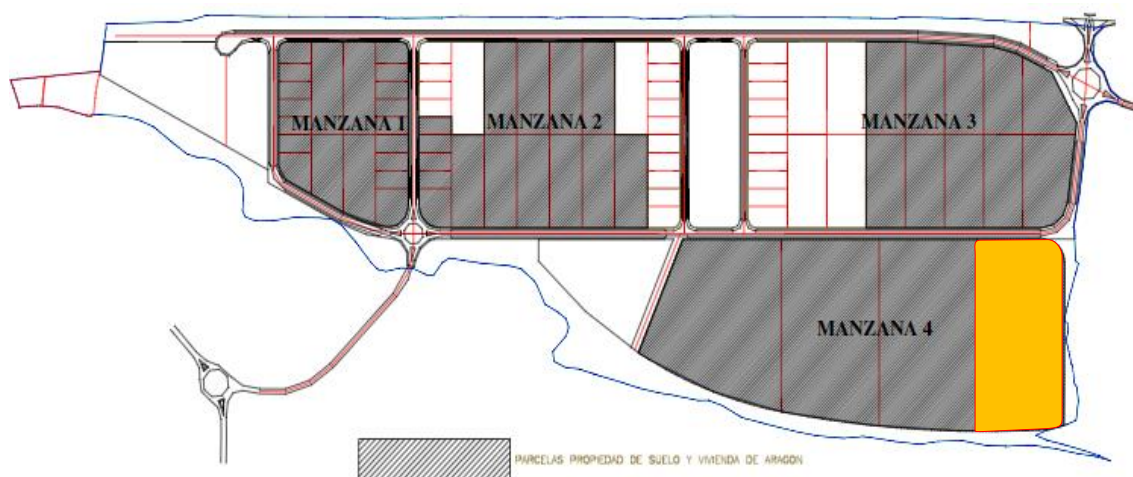 MANZANA 1
MANZANA 2
MANZANA 3
MANZANA 4
PARCELAS PROPIEDAD DE SUELO Y VIVIENDA DE ARAGON